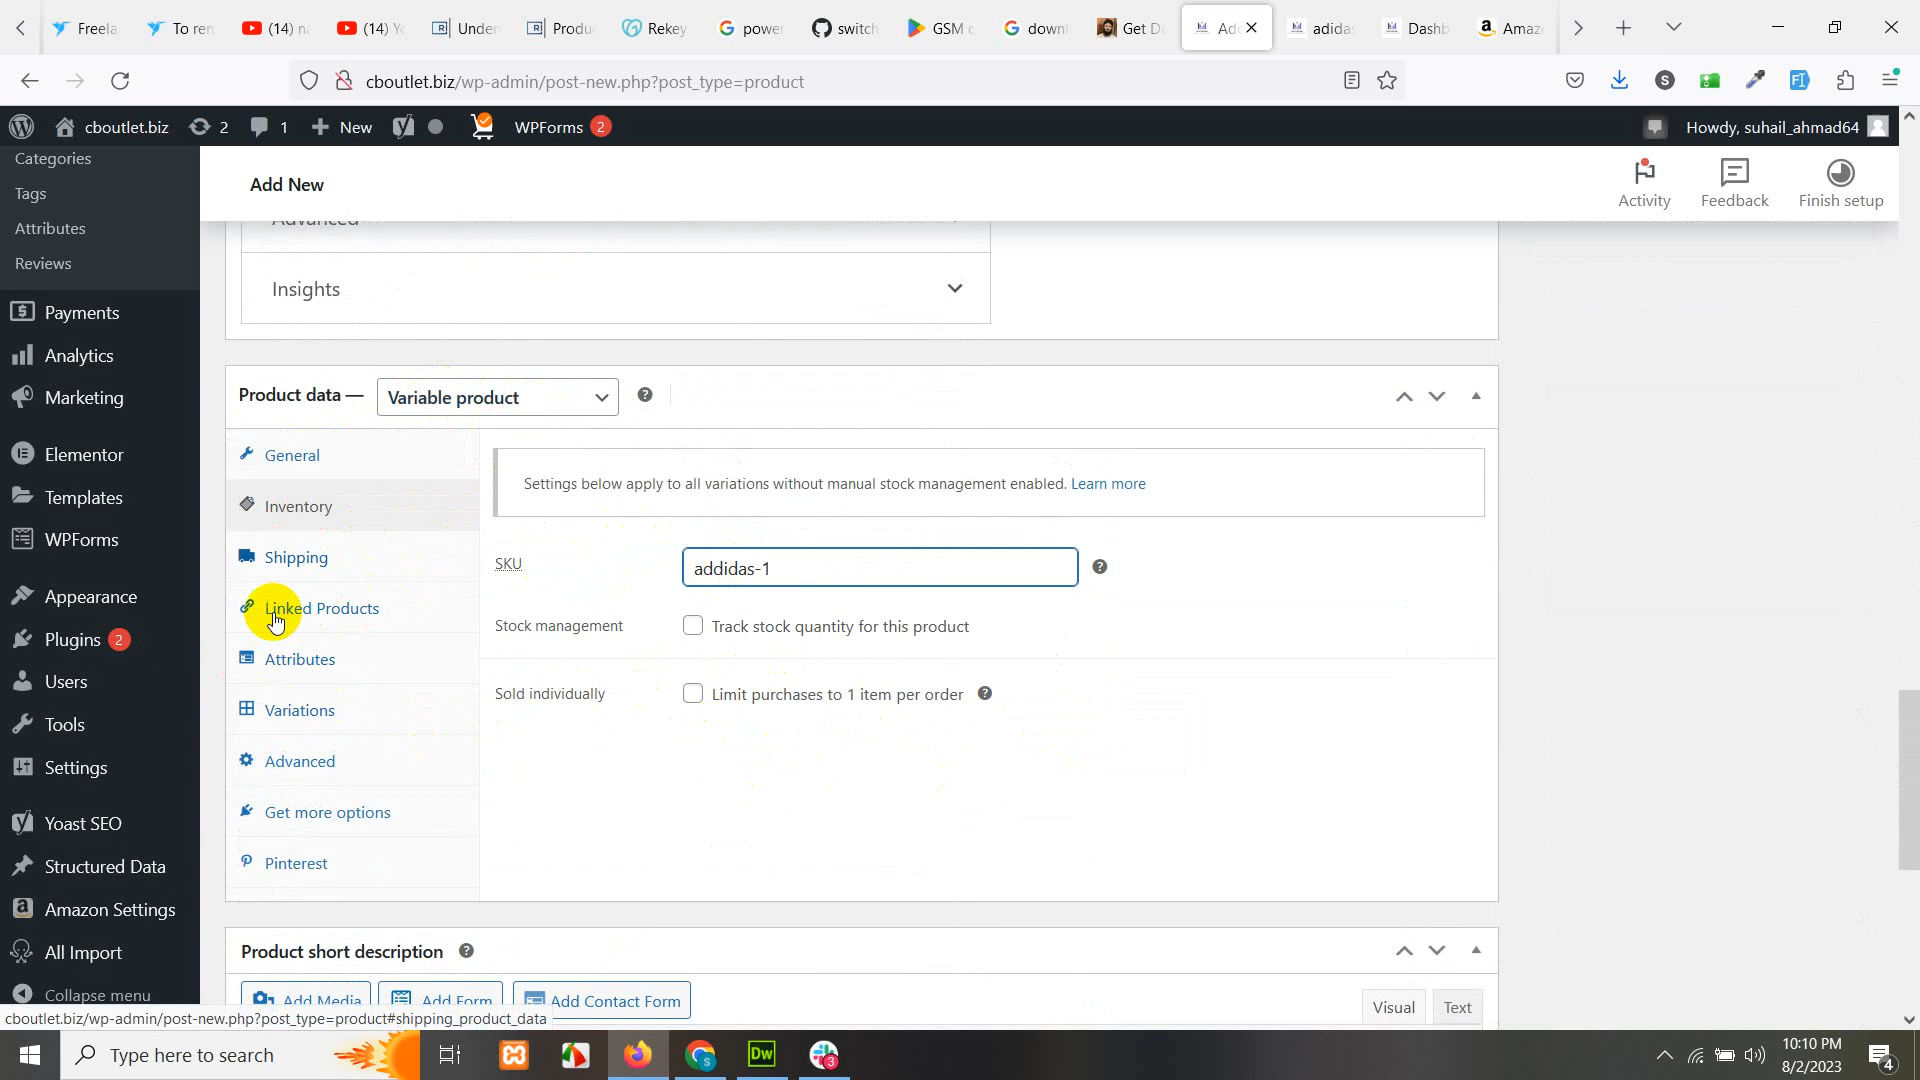 Freela
To ren
(14) n
(14) Y
Under
Produ
Rekey
power
switch
GSM c
downl
Get D
Add
adidas
Dashb
Amaz
cboutlet.biz/wp-admin/post-new.php?post_type=product
cboutlet.biz
2
1
New
WPForms 2
Howdy, suhail_ahmad64
Categories
Tags
Attributes
Reviews
Payments
Analytics
Marketing
Elementor
Templates
WPForms
Appearance
Plugins 2
Users
Tools
Settings
Yoast SEO
Structured Data
Amazon Settings
All Import
Collapse menu
Add New
Activity
Feedback
Finish setup
Advanced
Insights
Product data — Variable product
General
Inventory
Shipping
Linked Products
Attributes
Variations
Advanced
Get more options
Pinterest
Settings below apply to all variations without manual stock management enabled. Learn more
SKU addidas-1
Stock management Track stock quantity for this product
Sold individually Limit purchases to 1 item per order
Product short description
Add Media
Add Form
Add Contact Form
Visual
Text
cboutlet.biz/wp-admin/post-new.php?post_type=product#shipping_product_data
Type here to search
Dw
3
10:10 PM
8/2/2023
4